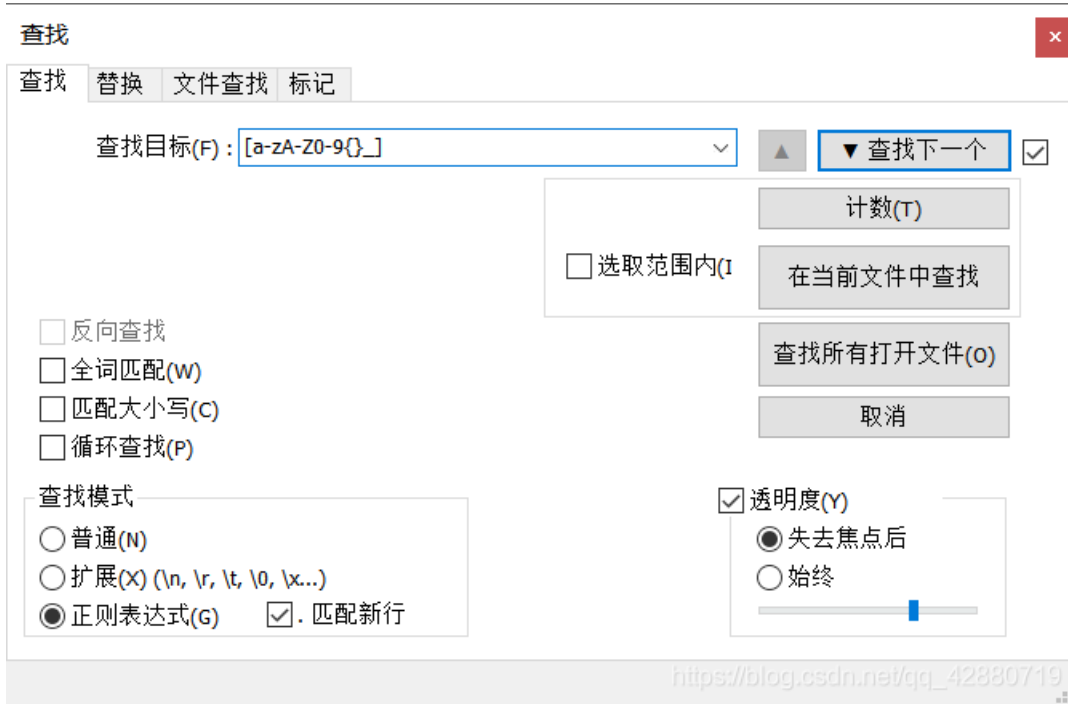 查找
查找 替换 文件查找 标记
查找目标(F) : [a-zA-Z0-9{}_] ▲ ▼ 查找下一个
计数(T)
选取范围内(I 在当前文件中查找
反向查找
查找所有打开文件(O)
全词匹配(W)
匹配大小写(C) 取消
循环查找(P)
查找模式 透明度(Y)
普通(N) 失去焦点后
扩展(X) (\n, \r, \t, \0, \x...) 始终
正则表达式(G) . 匹配新行
https://blog.csdn.net/qq_42880719